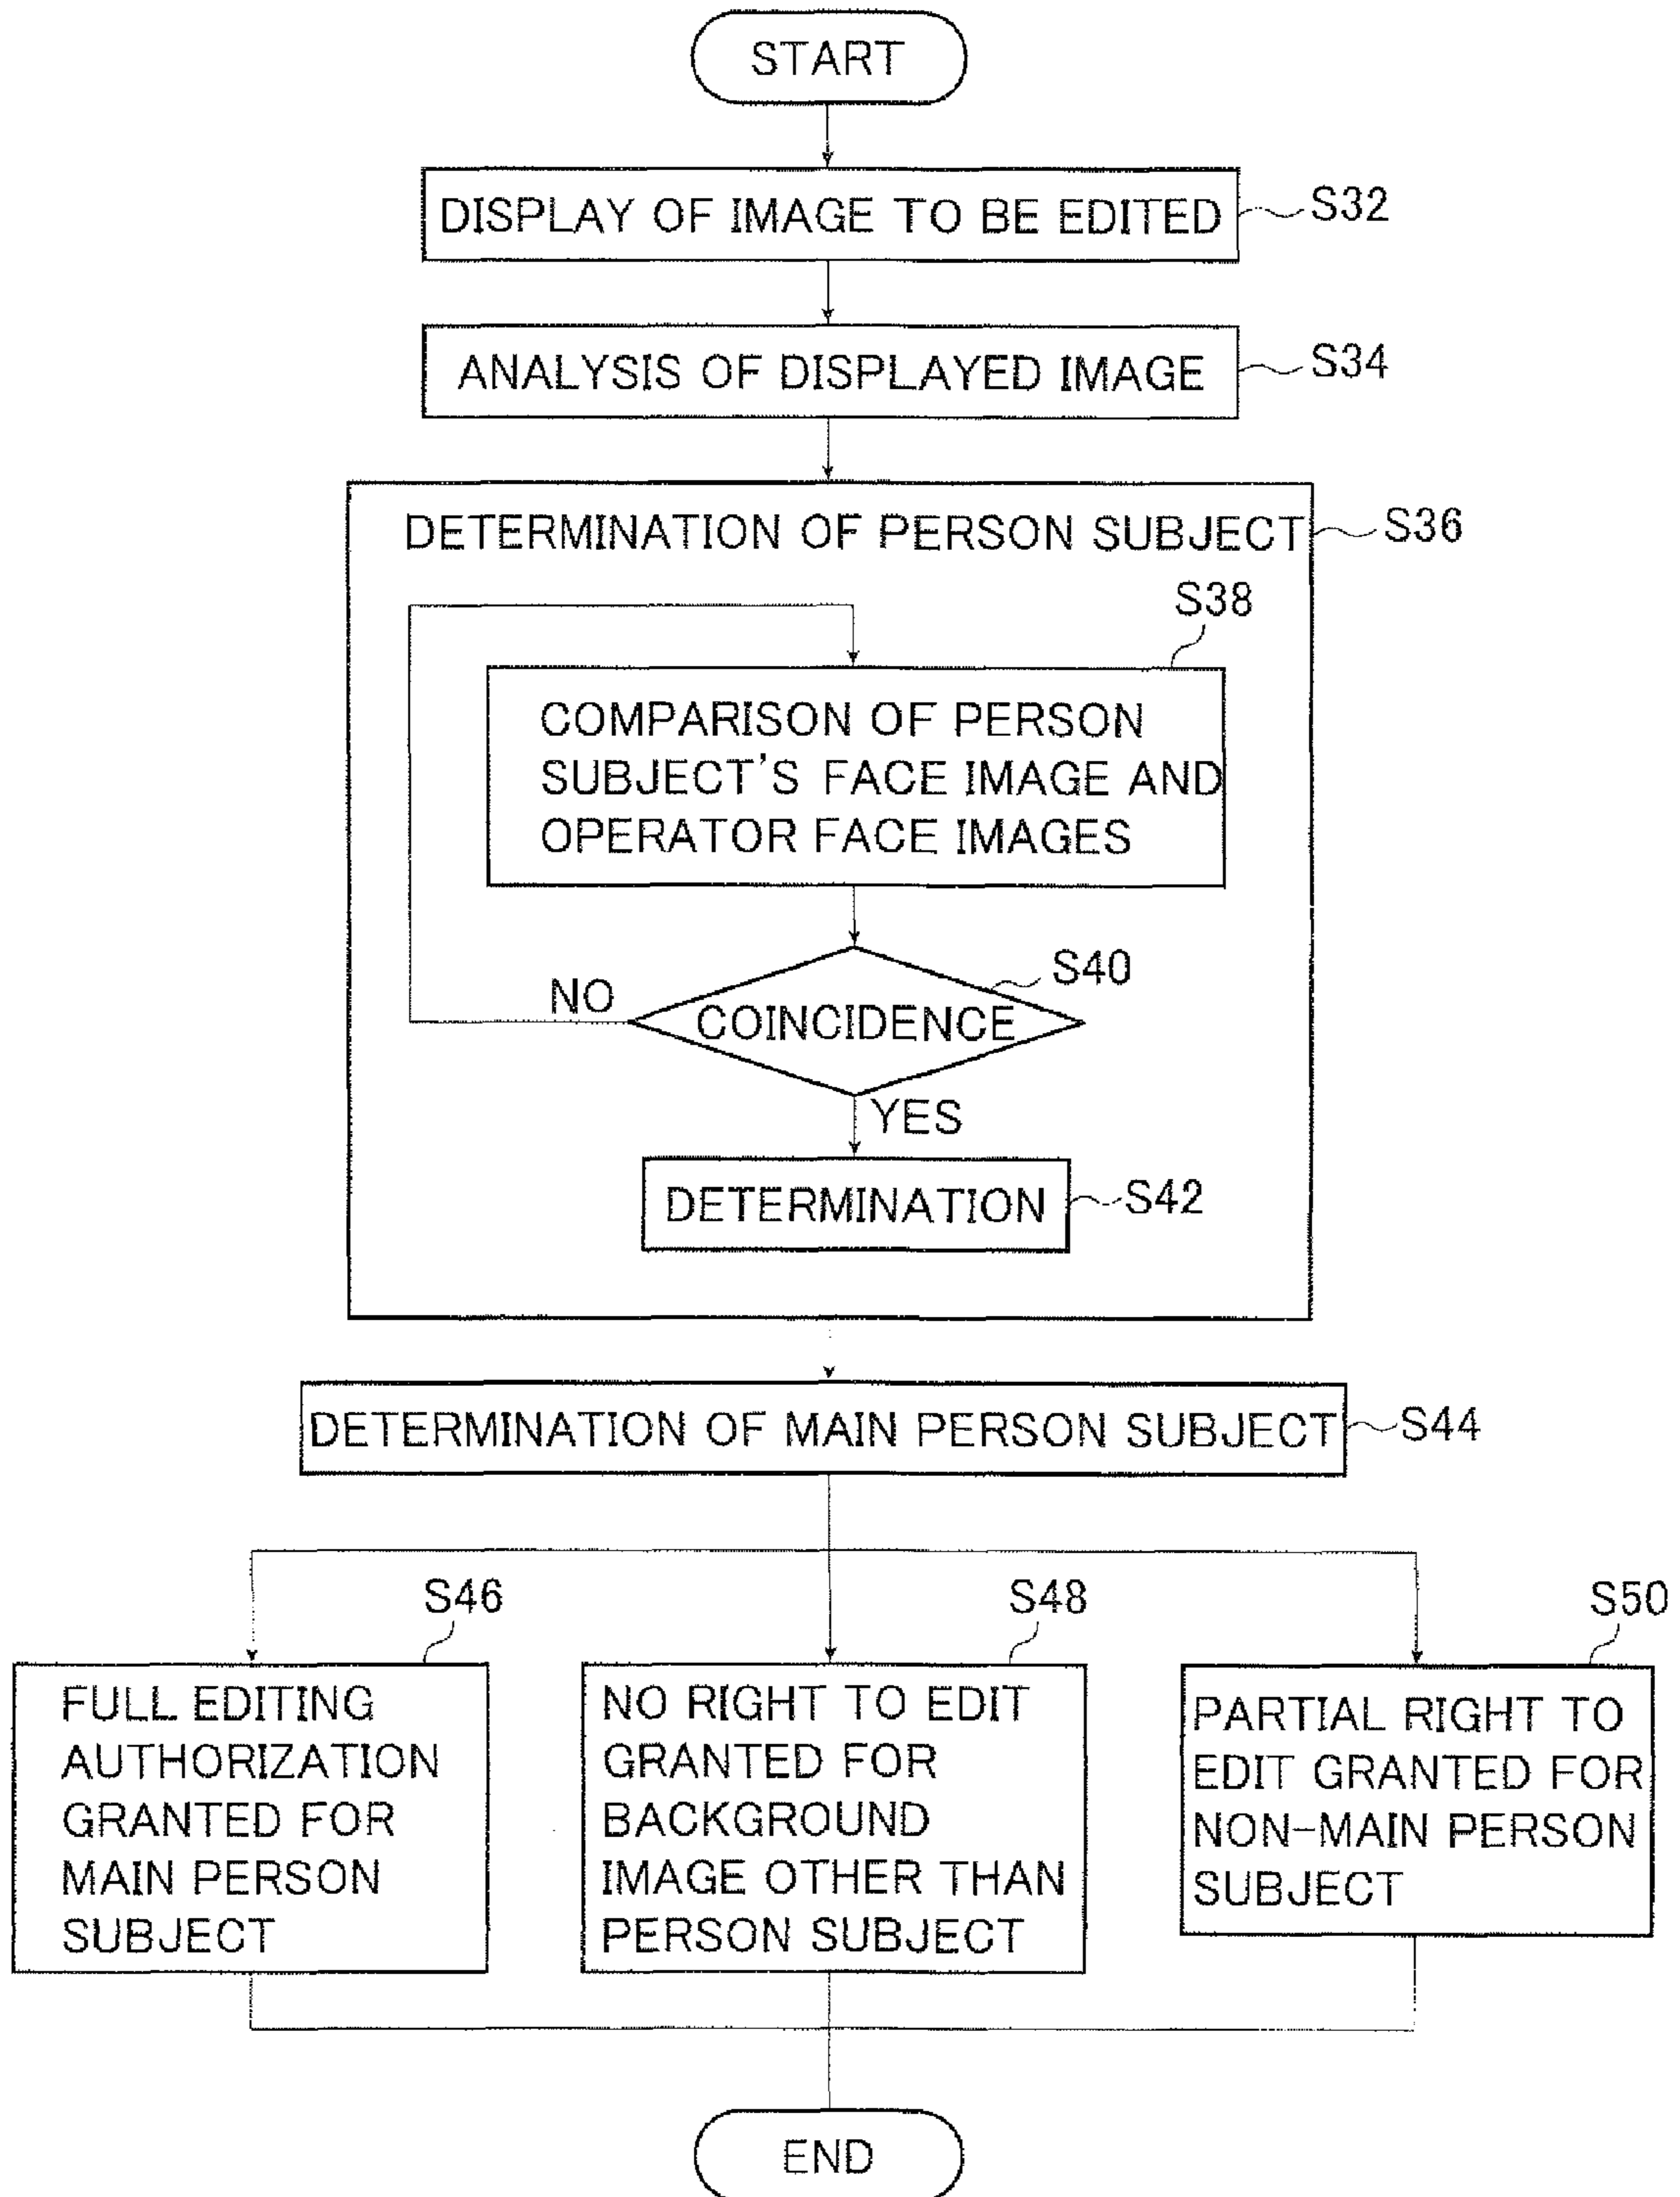 START
DISPLAY OF IMAGE TO BE EDITED
S32
ANALYSIS OF DISPLAYED IMAGE
S34
DETERMINATION OF PERSON SUBJECT
S36
S38
COMPARISON OF PERSON
SUBJECT'S FACE IMAGE AND
OPERATOR FACE IMAGES
S40
NO
COINCIDENCE
YES
DETERMINATION
S42
DETERMINATION OF MAIN PERSON SUBJECT
S44
S46
FULL EDITING
AUTHORIZATION
GRANTED FOR
MAIN PERSON
SUBJECT
S48
NO RIGHT TO EDIT
GRANTED FOR
BACKGROUND
IMAGE OTHER THAN
PERSON SUBJECT
S50
PARTIAL RIGHT TO
EDIT GRANTED FOR
NON-MAIN PERSON
SUBJECT
END